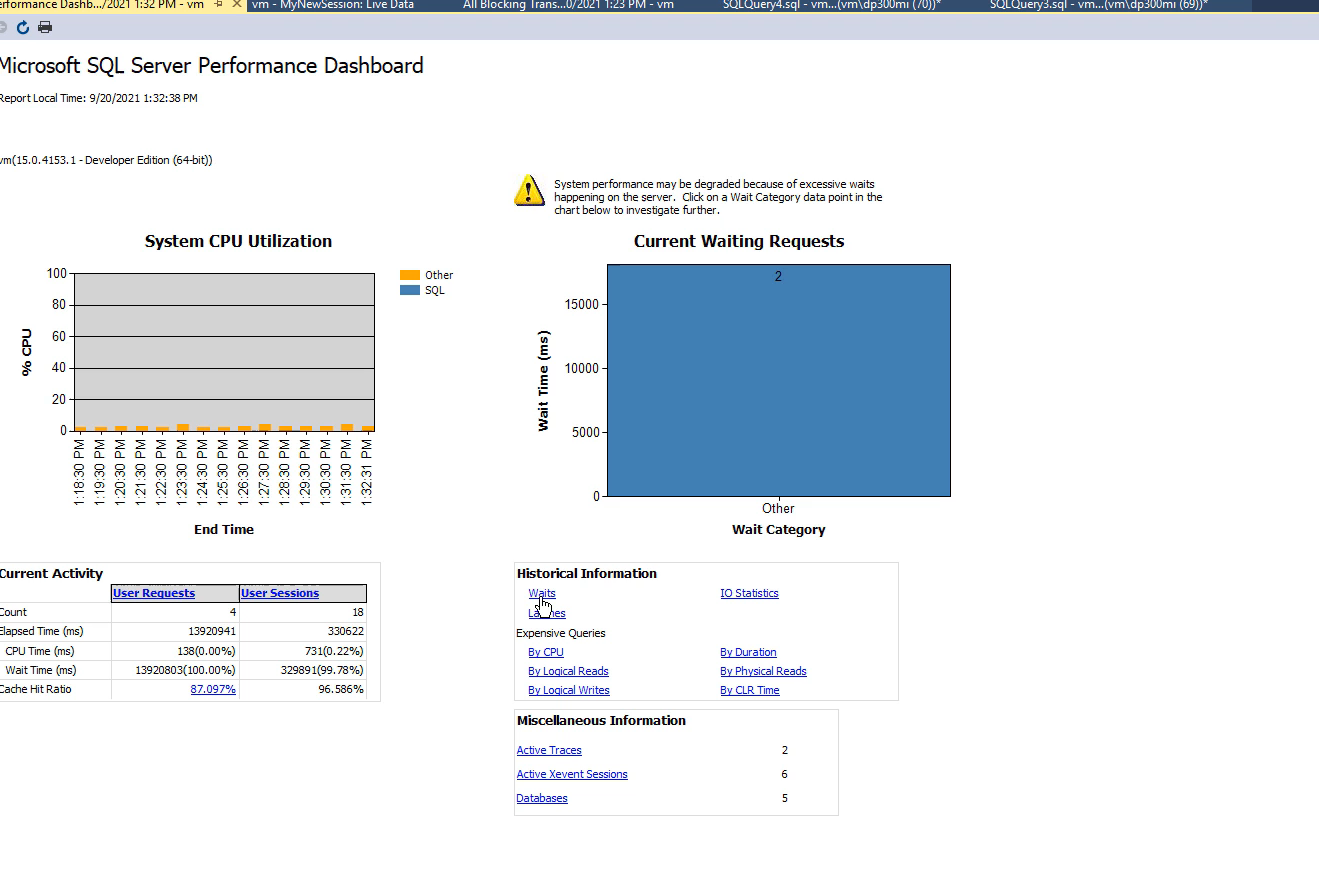 erformance Dashb.../2021 1:32 PM - vm
vm - MyNewSession: Live Data
All Blocking Trans...0/2021 1:23 PM - vm
SQLQuery4.sql - vm...(vm\dp300mi (70))*
SQLQuery3.sql - vm...(vm\dp300mi (69))*
Microsoft SQL Server Performance Dashboard
Report Local Time: 9/20/2021 1:32:38 PM
vm(15.0.4153.1 - Developer Edition (64-bit))
System performance may be degraded because of excessive waits
happening on the server.  Click on a Wait Category data point in the
chart below to investigate further.
System CPU Utilization
Other
SQL
% CPU
100
80
60
40
20
0
1:18:30 PM
1:19:30 PM
1:20:30 PM
1:21:30 PM
1:22:30 PM
1:23:30 PM
1:24:30 PM
1:25:30 PM
1:26:30 PM
1:27:30 PM
1:28:30 PM
1:29:30 PM
1:30:30 PM
1:31:30 PM
1:32:31 PM
End Time
Current Waiting Requests
2
Wait Time (ms)
15000
10000
5000
0
Other
Wait Category
Current Activity
User Requests User Sessions
Count 4 18
Elapsed Time (ms) 13920941 330622
CPU Time (ms) 138(0.00%) 731(0.22%)
Wait Time (ms) 13920803(100.00%) 329891(99.78%)
Cache Hit Ratio 87.097% 96.586%
Historical Information
Waits IO Statistics
Latches
Expensive Queries
By CPU By Duration
By Logical Reads By Physical Reads
By Logical Writes By CLR Time
Miscellaneous Information
Active Traces 2
Active Xevent Sessions 6
Databases 5